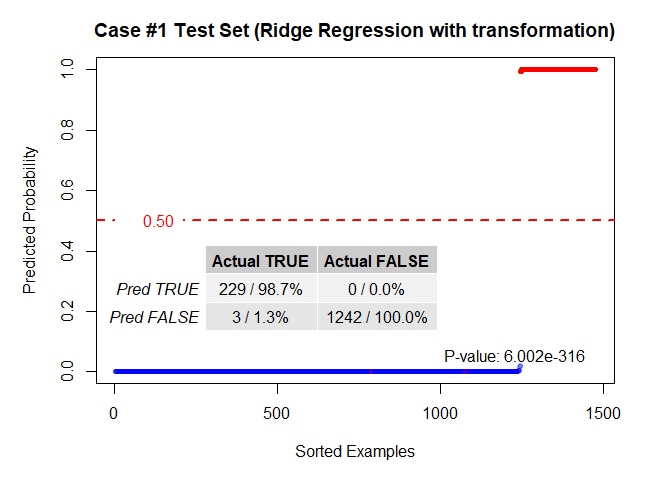 Case #1 Test Set (Ridge Regression with transformation)
Predicted Probability
1.0
0.8
0.6
0.4
0.2
0.0
0.50
Actual TRUE Actual FALSE
Pred TRUE 229 / 98.7% 0 / 0.0%
Pred FALSE 3 / 1.3% 1242 / 100.0%
P-value: 6.002e-316
0 500 1000 1500
Sorted Examples